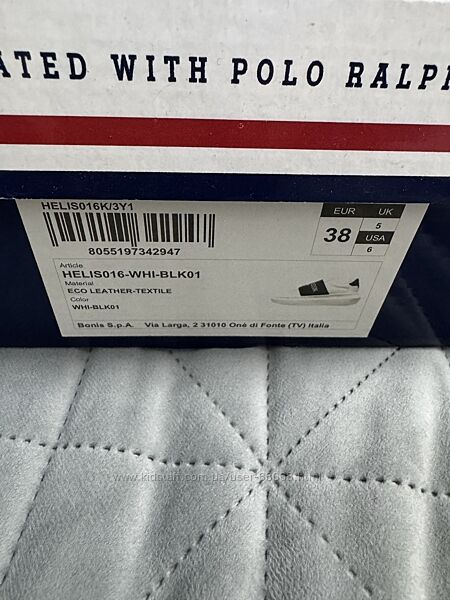 ATED WITH POLO RALPH
HELIS016K/3Y1
8055197342947
Article
HELIS016-WHI-BLK01
Material
ECO LEATHER-TEXTILE
Color
WHI-BLK01
EUR
UK
38
5
USA
6
Bonis S.p.A. Via Larga, 2 31010 Onè di Fonte (TV) Italia